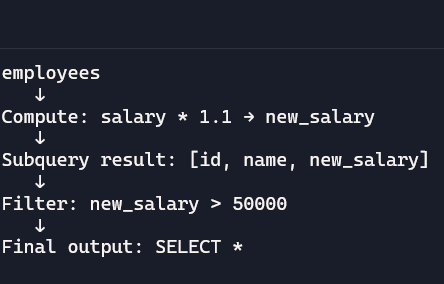 employees
↓
Compute: salary * 1.1 → new_salary
↓
Subquery result: [id, name, new_salary]
↓
Filter: new_salary > 50000
↓
Final output: SELECT *